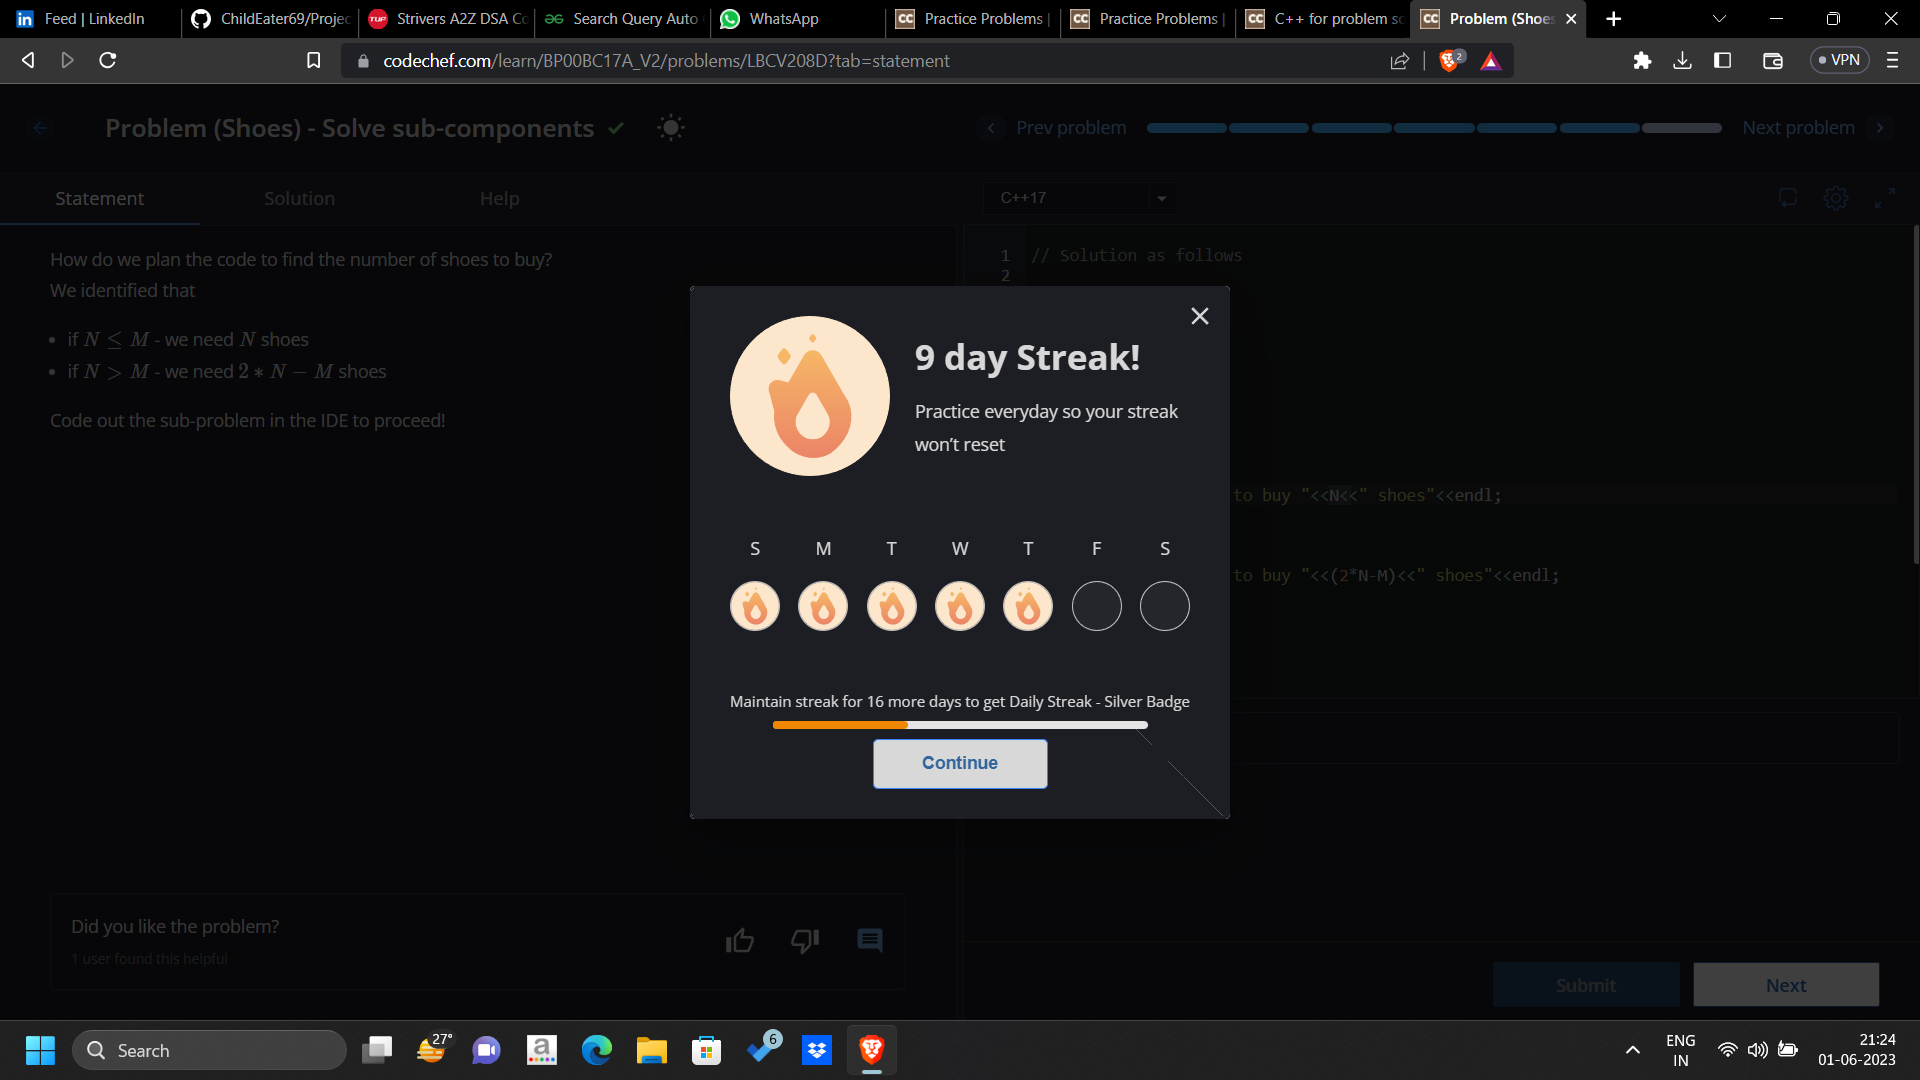 Feed | LinkedIn
ChildEater69/Projec
Strivers A2Z DSA Co
Search Query Auto
WhatsApp
Practice Problems |
Practice Problems |
C++ for problem so
Problem (Shoes
codechef.com/learn/BP00BC17A_V2/problems/LBCV208D?tab=statement
2
VPN
Problem (Shoes) - Solve sub-components
Prev problem
Next problem
Statement
Solution
Help
C++17
How do we plan the code to find the number of shoes to buy?
We identified that
if N ≤ M - we need N shoes
if N > M - we need 2 * N − M shoes
Code out the sub-problem in the IDE to proceed!
1 // Solution as follows
2
to buy "<<N<<" shoes"<<endl;
to buy "<<(2*N-M)<<" shoes"<<endl;
9 day Streak!
Practice everyday so your streak
won't reset
S M T W T F S
Maintain streak for 16 more days to get Daily Streak - Silver Badge
Continue
Did you like the problem?
1 user found this helpful
Submit
Next
Search
27°
a
6
ENG
IN
21:24
01-06-2023